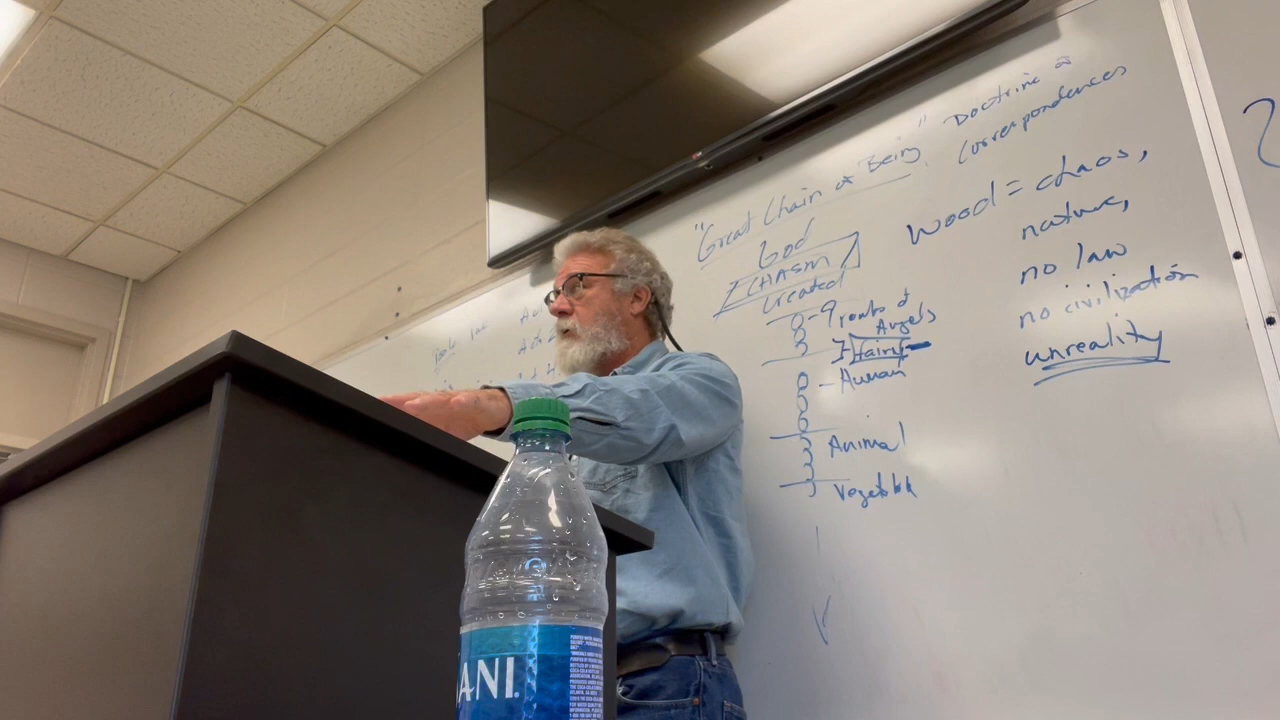 "Great Chain of Being" Doctrine of
Correspondences
God
CHASM
Created
9 ranks of
Angels
Fairy
Human
Animal
Vegetable
wood = chaos,
nature,
no law
no civilization
unreality
Act
ANI.